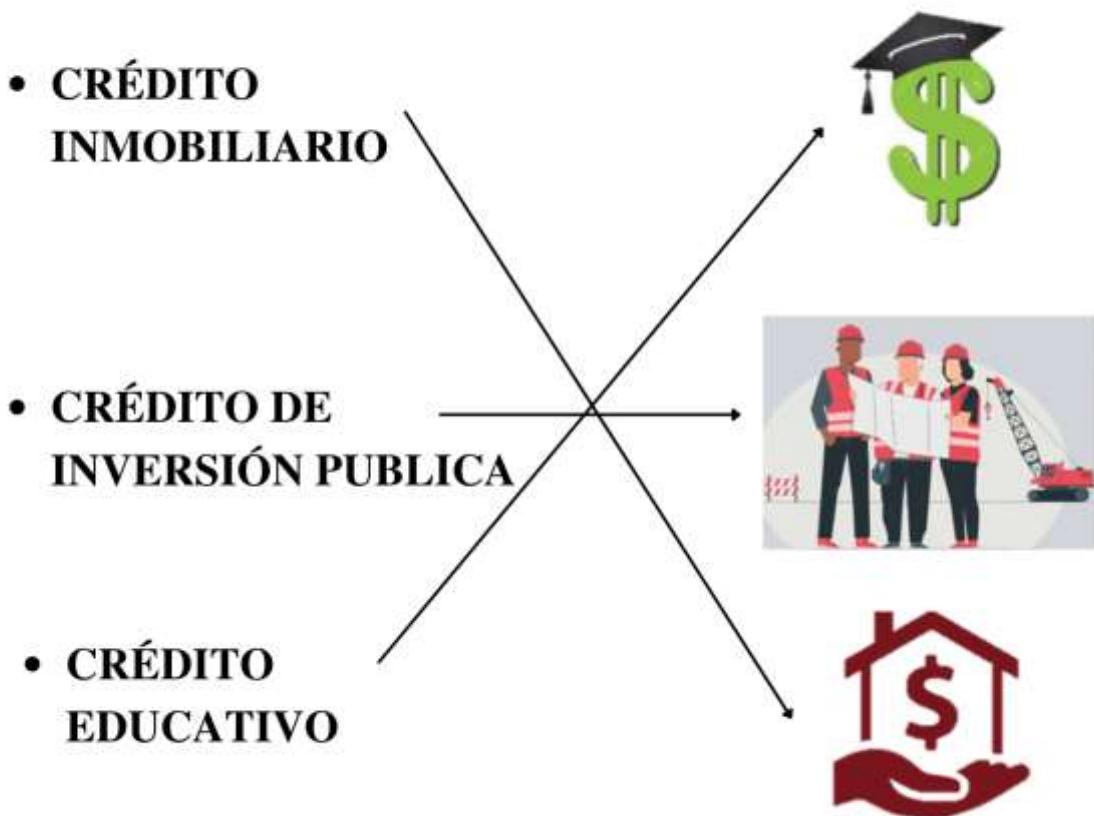 • CRÉDITO
INMOBILIARIO
• CRÉDITO DE
INVERSIÓN PUBLICA
• CRÉDITO
EDUCATIVO
$
$